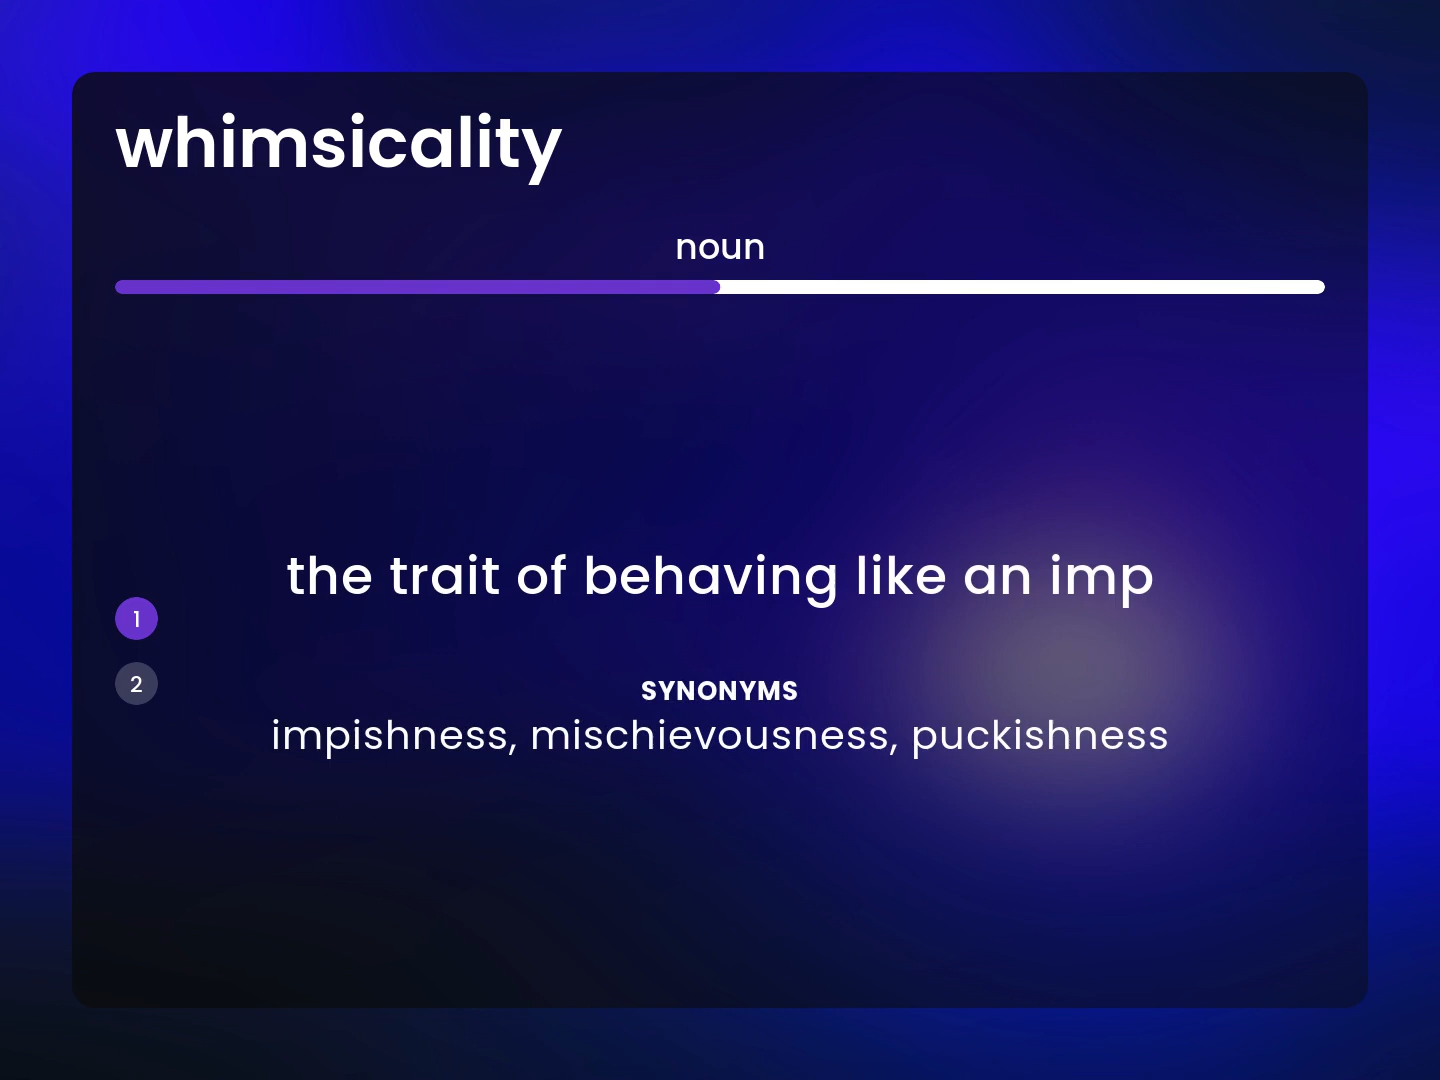 whimsicality
noun
the trait of behaving like an imp
1
2
SYNONYMS
impishness, mischievousness, puckishness